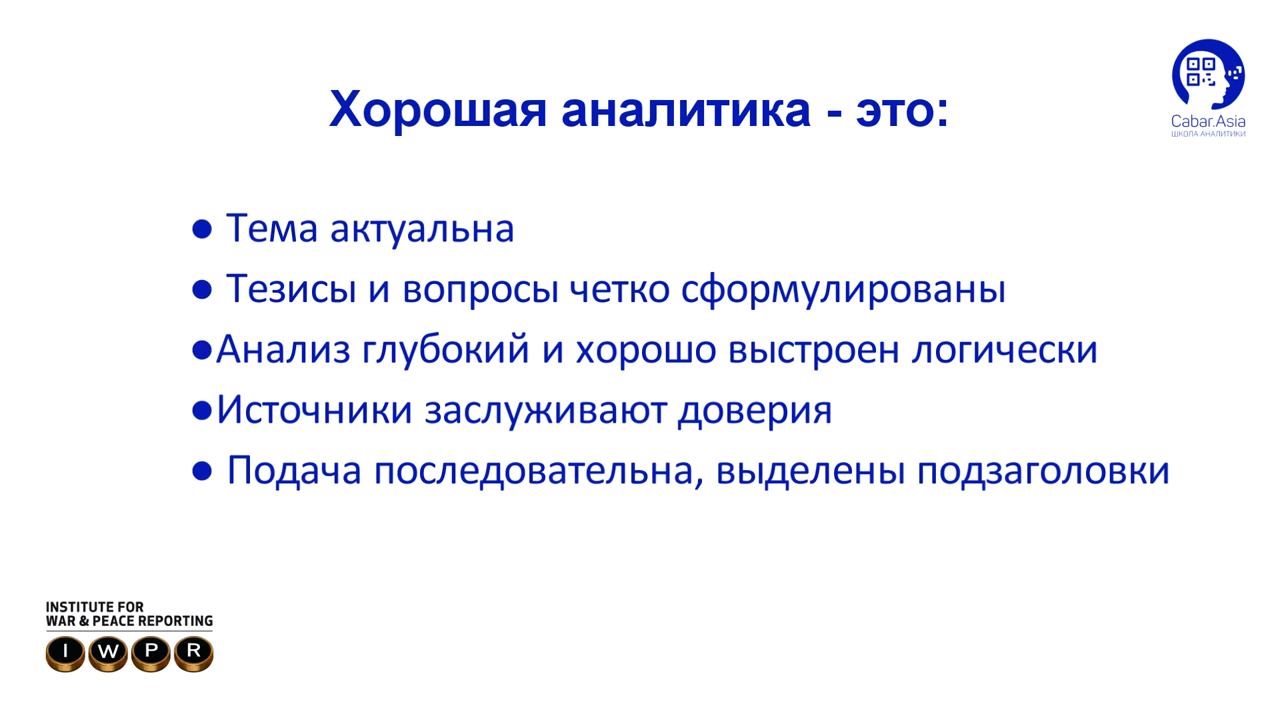 Хорошая аналитика - это:
Cabar.Asia
ШКОЛА АНАЛИТИКИ
● Тема актуальна
● Тезисы и вопросы четко сформулированы
●Анализ глубокий и хорошо выстроен логически
●Источники заслуживают доверия
● Подача последовательна, выделены подзаголовки
INSTITUTE FOR
WAR & PEACE REPORTING
I W P R